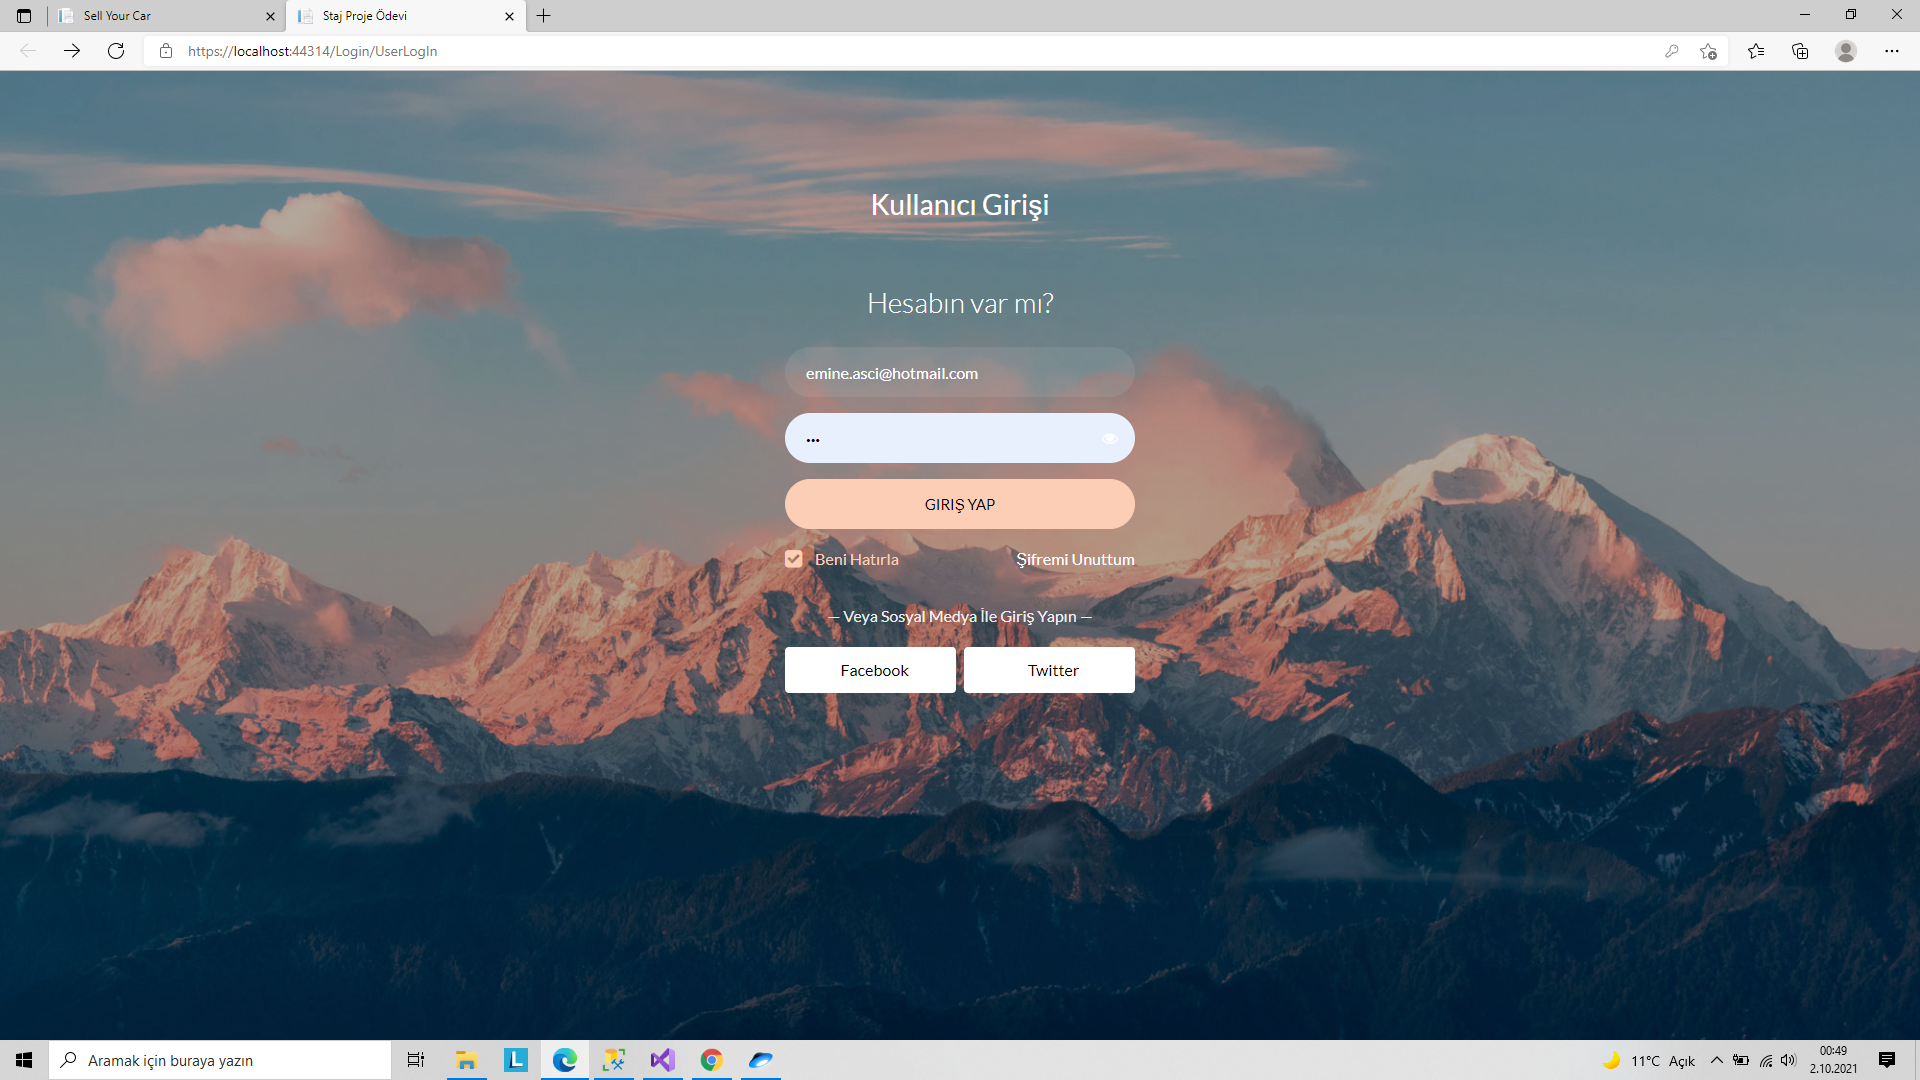 Sell Your Car
Staj Proje Ödevi
https://localhost:44314/Login/UserLogIn
Kullanıcı Girişi
Hesabın var mı?
emine.asci@hotmail.com
•••
GIRIŞ YAP
Beni Hatırla
Şifremi Unuttum
— Veya Sosyal Medya İle Giriş Yapın —
Facebook
Twitter
Aramak için buraya yazın
L
11°C Açık
00:49
2.10.2021